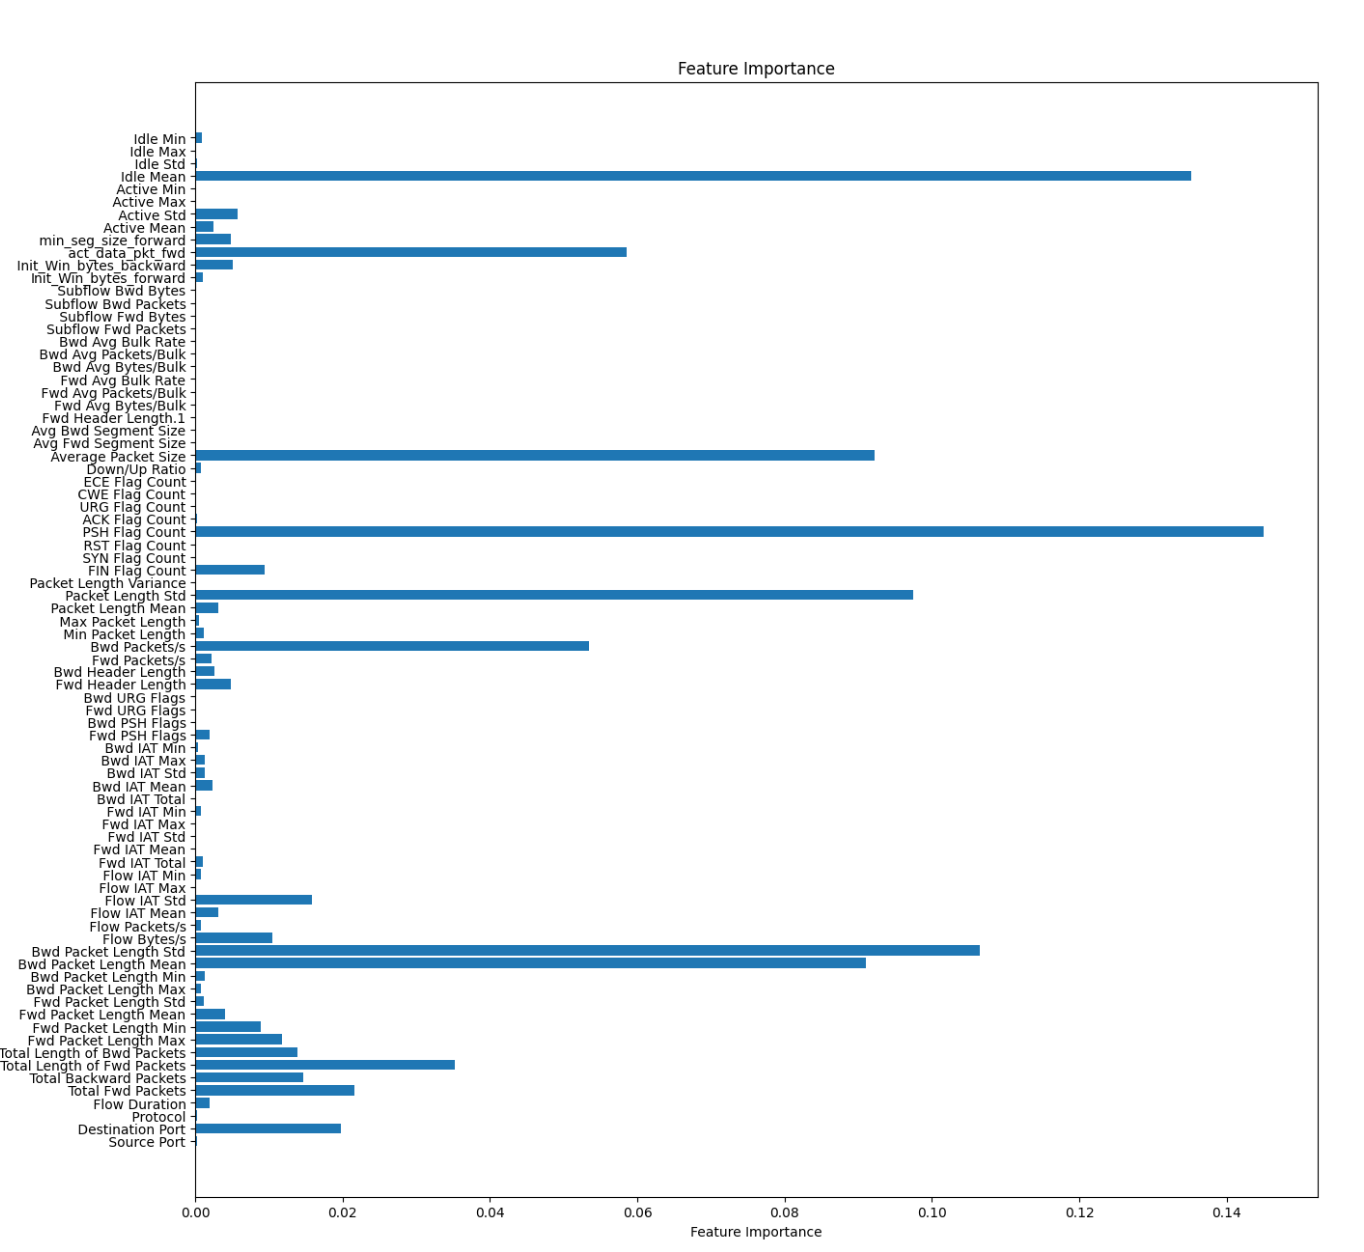 Feature Importance
Idle Min
Idle Max
Idle Std
Idle Mean
Active Min
Active Max
Active Std
Active Mean
min_seg_size_forward
act_data_pkt_fwd
Init_Win_bytes_backward
Init_Win_bytes_forward
Subflow Bwd Bytes
Subflow Bwd Packets
Subflow Fwd Bytes
Subflow Fwd Packets
Bwd Avg Bulk Rate
Bwd Avg Packets/Bulk
Bwd Avg Bytes/Bulk
Fwd Avg Bulk Rate
Fwd Avg Packets/Bulk
Fwd Avg Bytes/Bulk
Fwd Header Length.1
Avg Bwd Segment Size
Avg Fwd Segment Size
Average Packet Size
Down/Up Ratio
ECE Flag Count
CWE Flag Count
URG Flag Count
ACK Flag Count
PSH Flag Count
RST Flag Count
SYN Flag Count
FIN Flag Count
Packet Length Variance
Packet Length Std
Packet Length Mean
Max Packet Length
Min Packet Length
Bwd Packets/s
Fwd Packets/s
Bwd Header Length
Fwd Header Length
Bwd URG Flags
Fwd URG Flags
Bwd PSH Flags
Fwd PSH Flags
Bwd IAT Min
Bwd IAT Max
Bwd IAT Std
Bwd IAT Mean
Bwd IAT Total
Fwd IAT Min
Fwd IAT Max
Fwd IAT Std
Fwd IAT Mean
Fwd IAT Total
Flow IAT Min
Flow IAT Max
Flow IAT Std
Flow IAT Mean
Flow Packets/s
Flow Bytes/s
Bwd Packet Length Std
Bwd Packet Length Mean
Bwd Packet Length Min
Bwd Packet Length Max
Fwd Packet Length Std
Fwd Packet Length Mean
Fwd Packet Length Min
Fwd Packet Length Max
Total Length of Bwd Packets
Total Length of Fwd Packets
Total Backward Packets
Total Fwd Packets
Flow Duration
Protocol
Destination Port
Source Port
0.00 0.02 0.04 0.06 0.08 0.10 0.12 0.14
Feature Importance